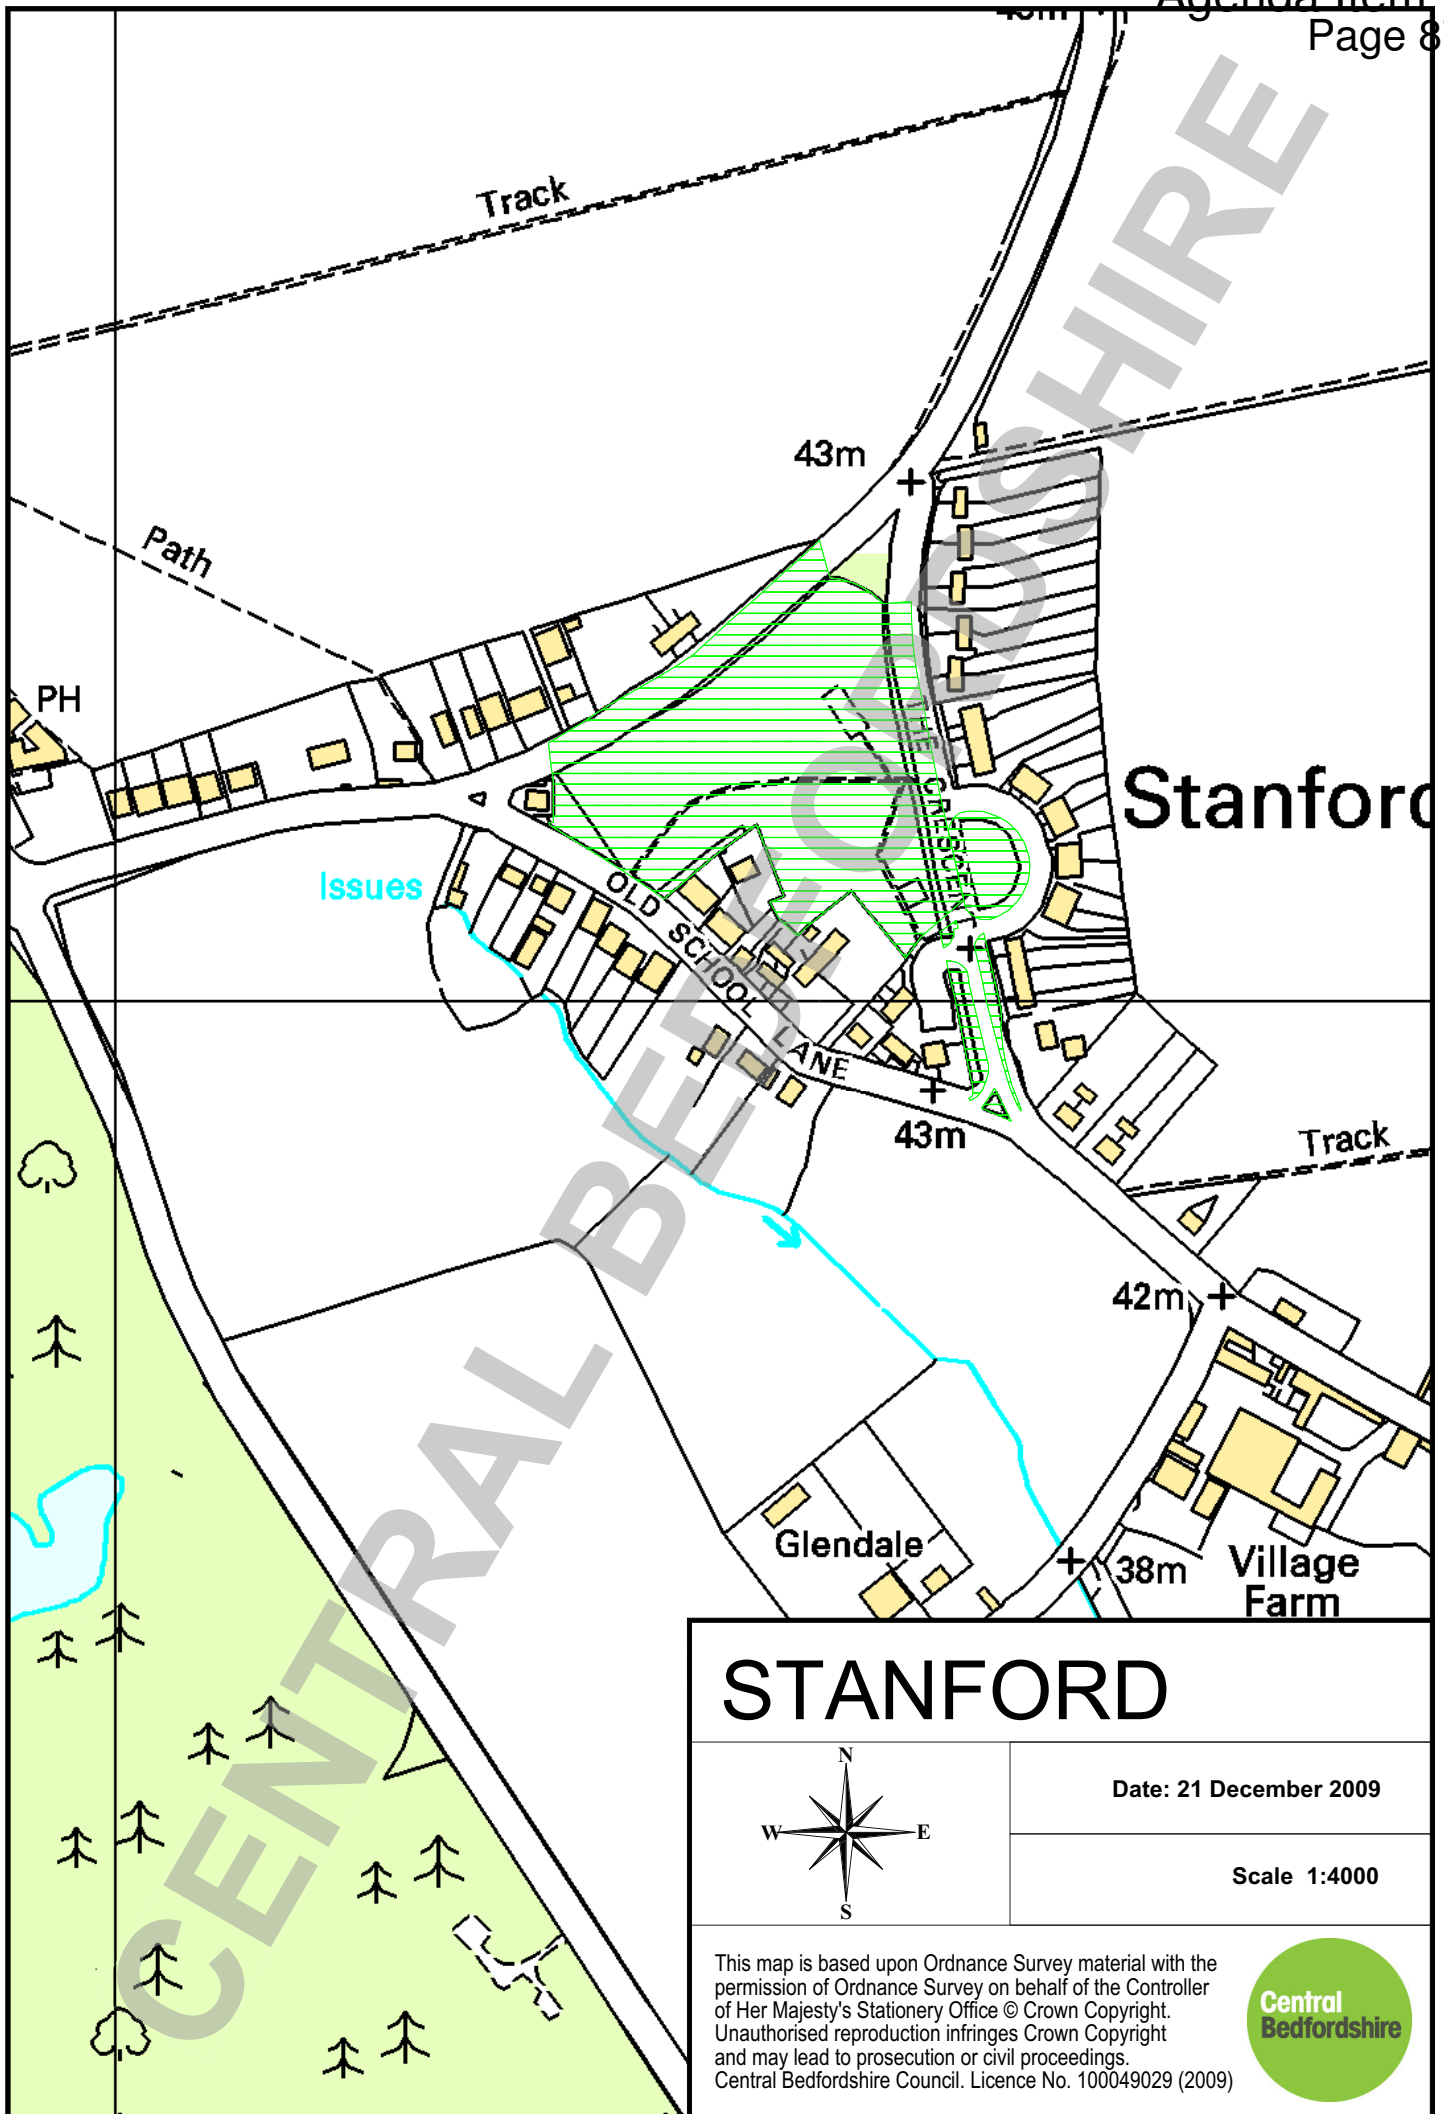 Agenda Item
Page 8
Track
43m
Path
PH
Stanford
THE CRESCENT
Issues
OLD SCHOOL LANE
43m
Track
42m
Glendale
38m
Village
Farm
CENTRAL BEDFORDSHIRE
STANFORD
N
W
E
S
Date: 21 December 2009
Scale 1:4000
This map is based upon Ordnance Survey material with the
permission of Ordnance Survey on behalf of the Controller
of Her Majesty's Stationery Office © Crown Copyright.
Unauthorised reproduction infringes Crown Copyright
and may lead to prosecution or civil proceedings.
Central Bedfordshire Council. Licence No. 100049029 (2009)
Central
Bedfordshire